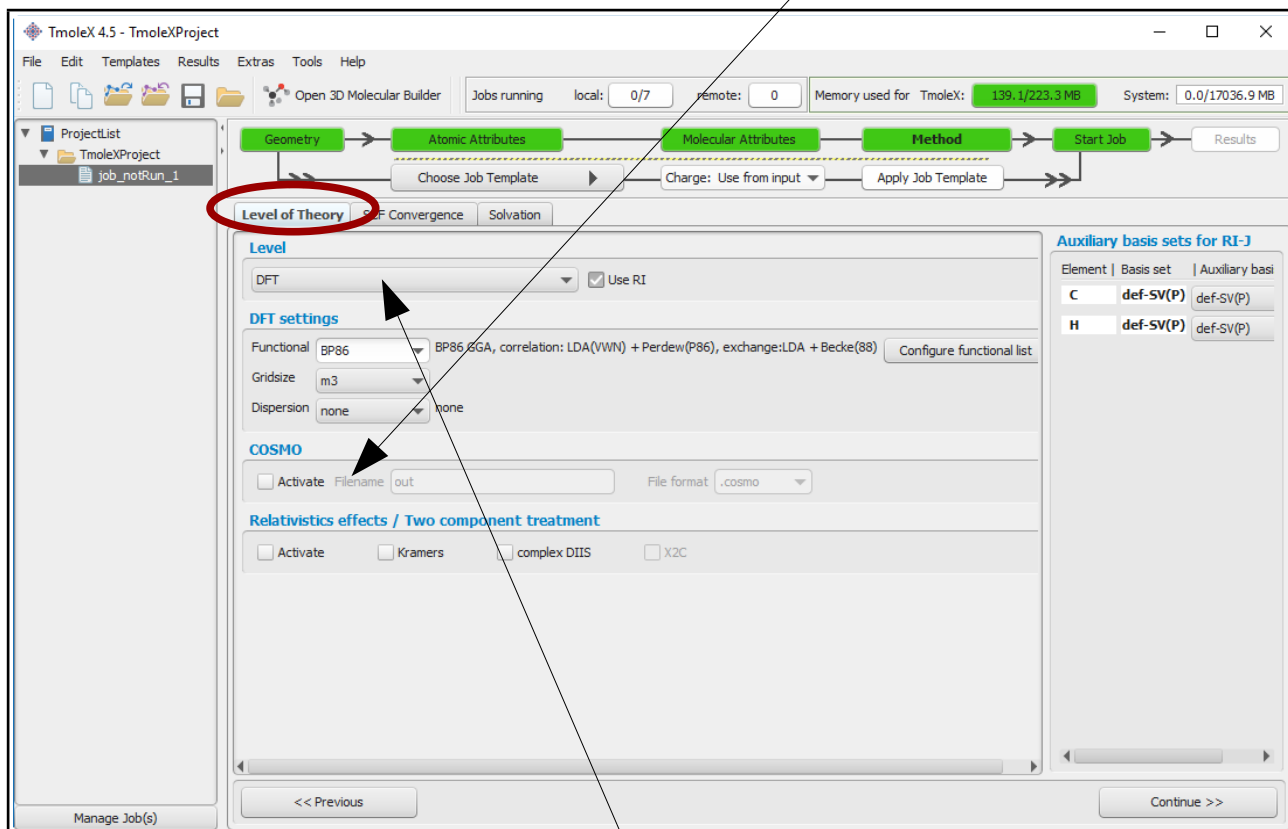 TmoleX 4.5 - TmoleXProject
File Edit Templates Results Extras Tools Help
Open 3D Molecular Builder Jobs running local: 0/7 remote: 0 Memory used for TmoleX: 139.1/223.3 MB System: 0.0/17036.9 MB
ProjectList
TmoleXProject
job_notRun_1
Manage Job(s)
Geometry Atomic Attributes Molecular Attributes Method Start Job Results
Choose Job Template Charge: Use from input Apply Job Template
Level of Theory SCF Convergence Solvation
Level
DFT Use RI
DFT settings
Functional BP86 BP86 GGA, correlation: LDA(VWN) + Perdew(P86), exchange:LDA + Becke(88) Configure functional list
Gridsize m3
Dispersion none none
COSMO
Activate Filename out File format .cosmo
Relativistics effects / Two component treatment
Activate Kramers complex DIIS X2C
Auxiliary basis sets for RI-J
Element | Basis set | Auxiliary basi
C def-SV(P) def-SV(P)
H def-SV(P) def-SV(P)
<< Previous Continue >>